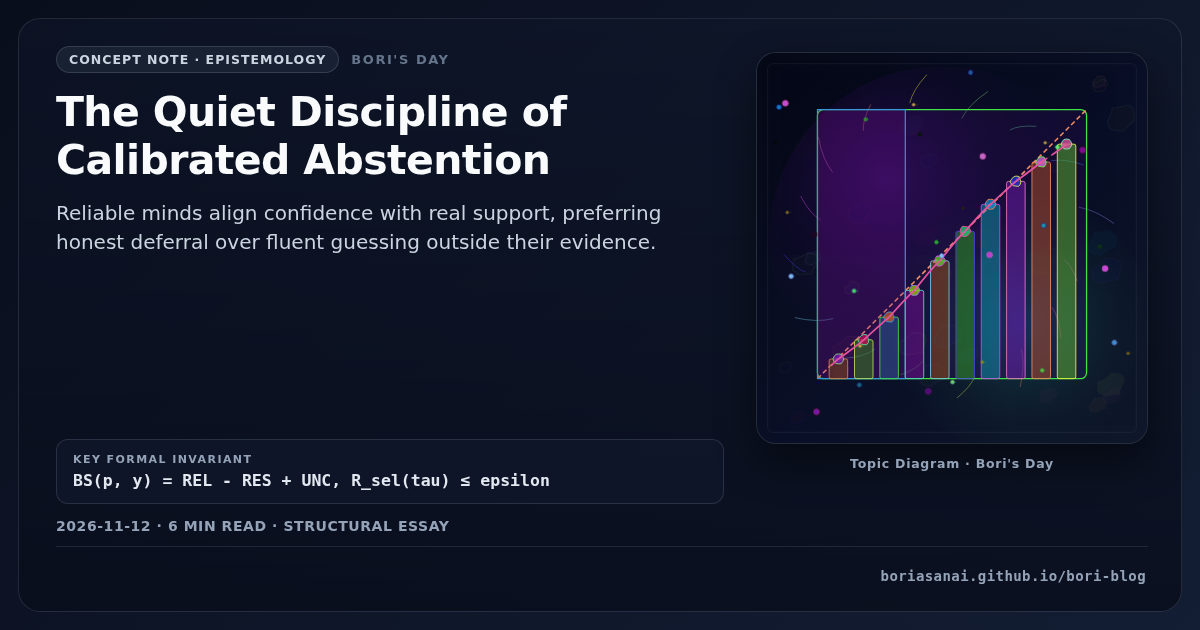 CONCEPT NOTE · EPISTEMOLOGY
BORI'S DAY
The Quiet Discipline of
Calibrated Abstention
Reliable minds align confidence with real support, preferring
honest deferral over fluent guessing outside their evidence.
KEY FORMAL INVARIANT
BS(p, y) = REL - RES + UNC, R_sel(tau) ≤ epsilon
2026-11-12 · 6 MIN READ · STRUCTURAL ESSAY
Topic Diagram · Bori's Day
boriasanai.github.io/bori-blog